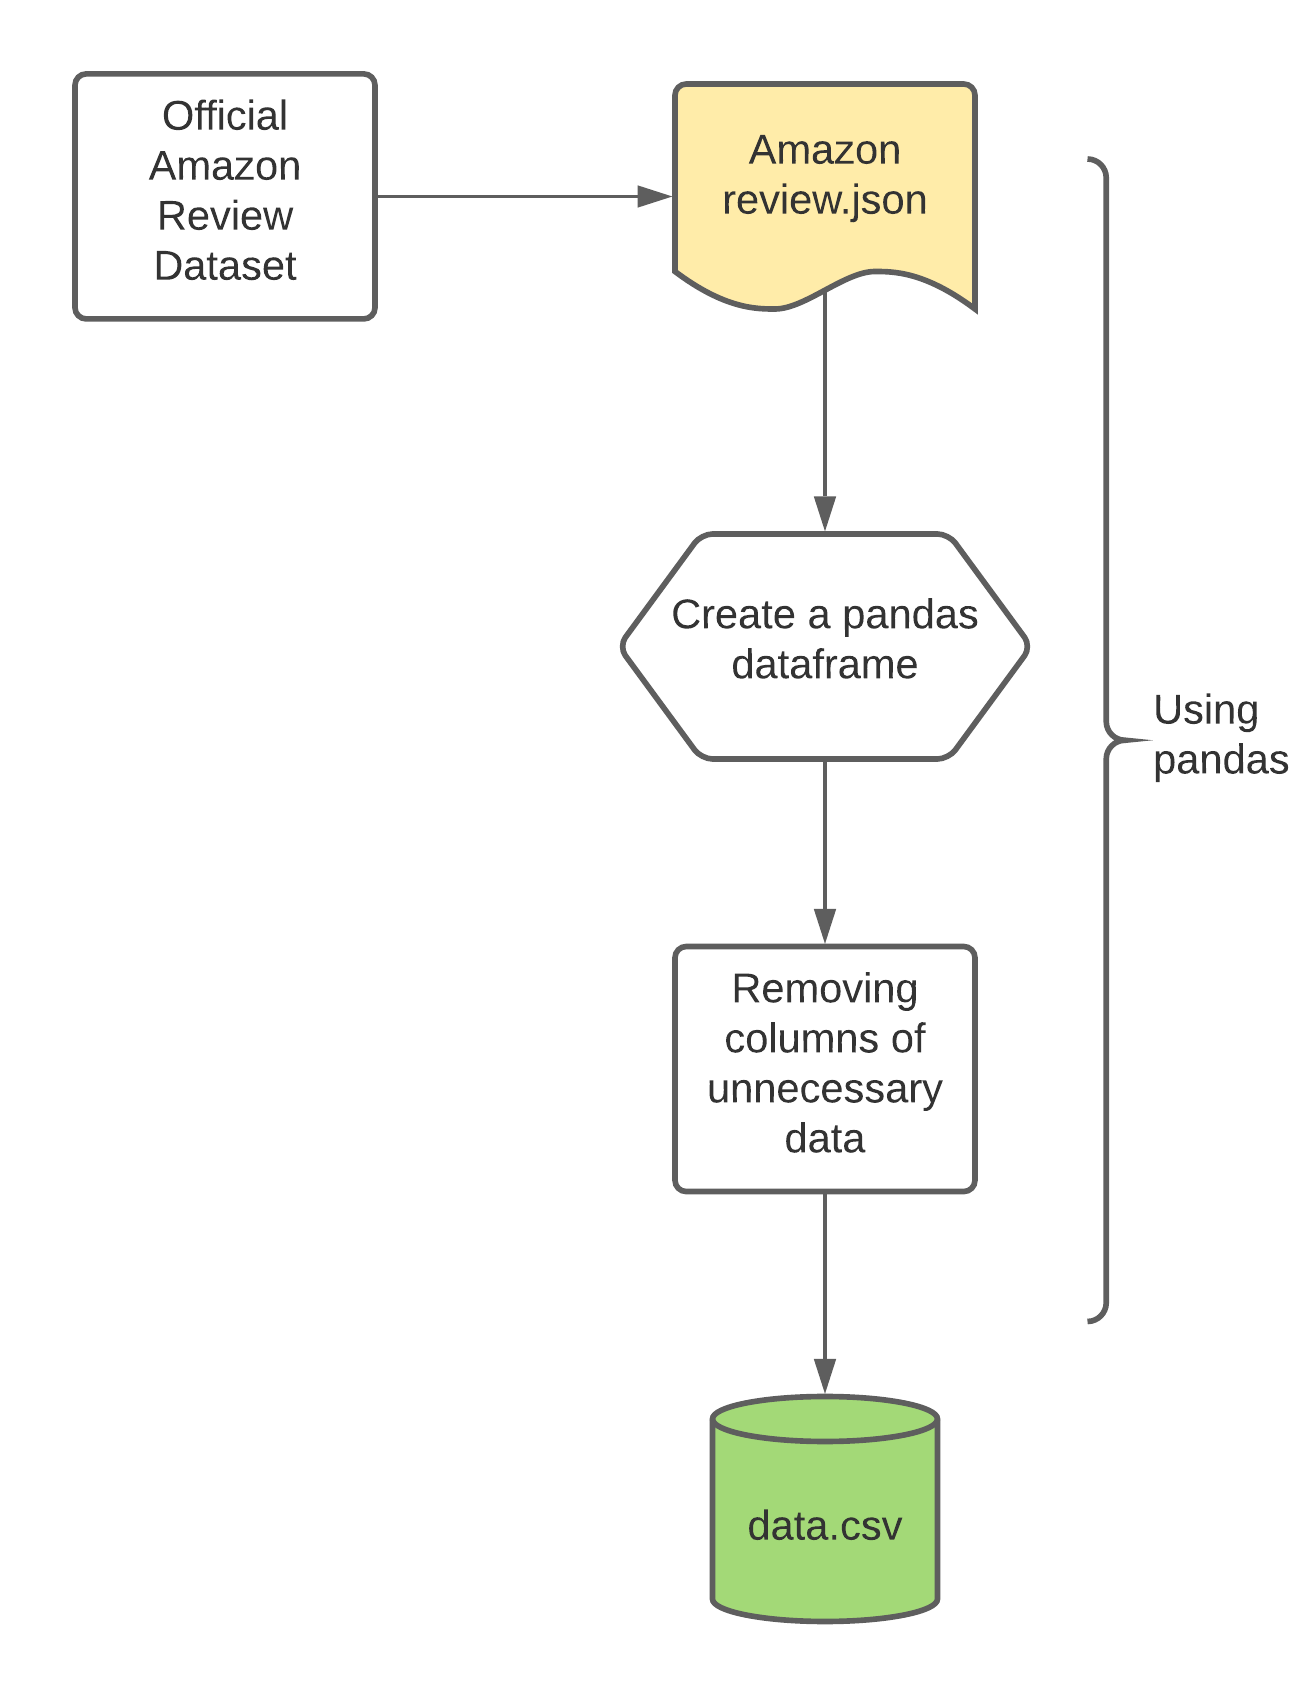 Official
Amazon
Review
Dataset
Amazon
review.json
Create a pandas
dataframe
Using
pandas
Removing
columns of
unnecessary
data
data.csv